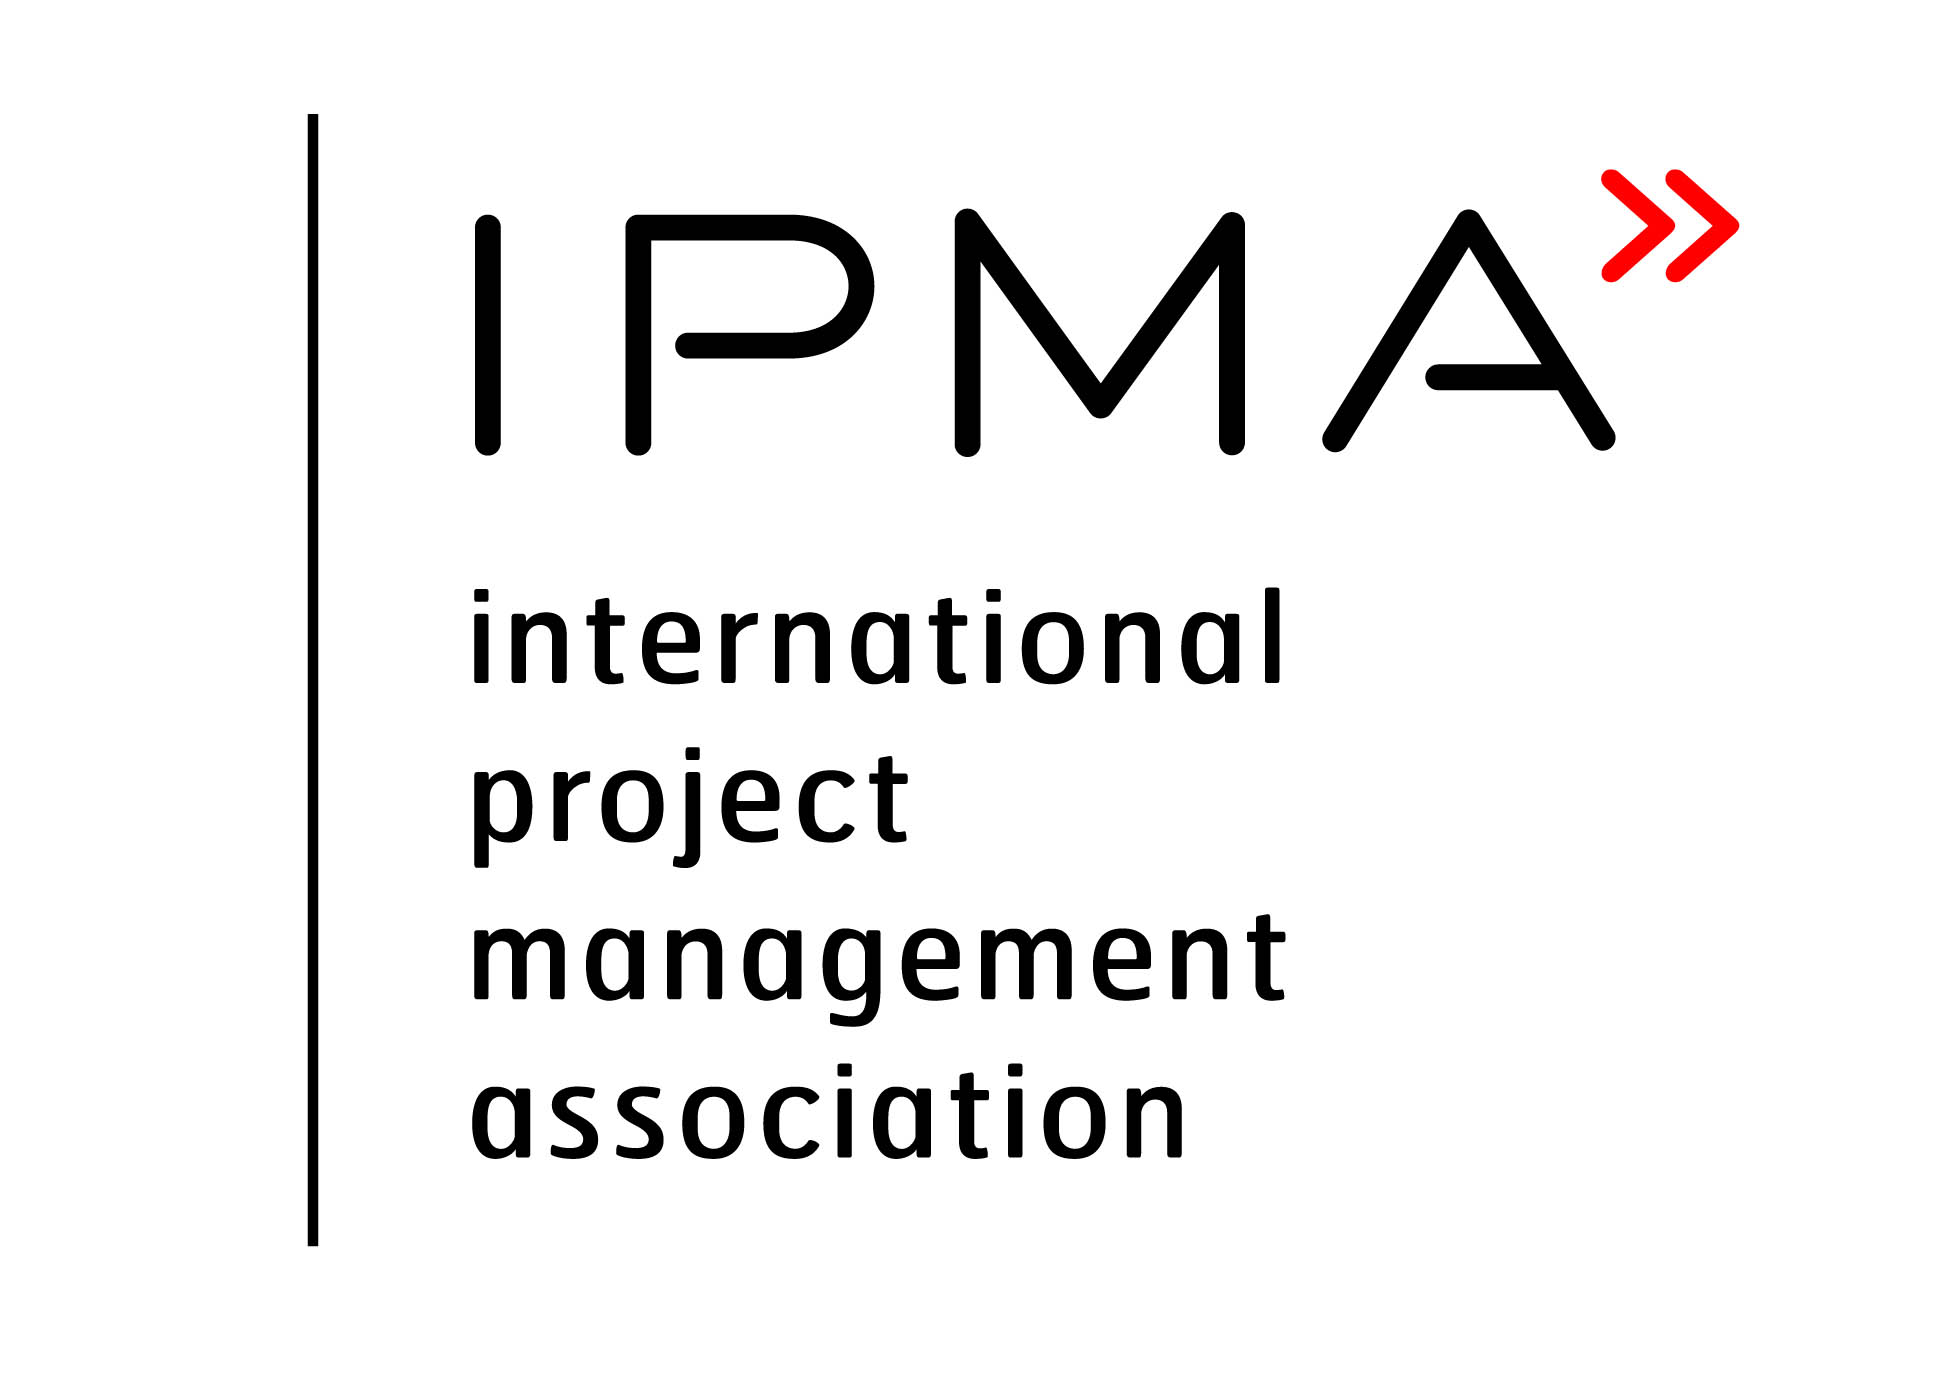 IPMA
international
project
management
association